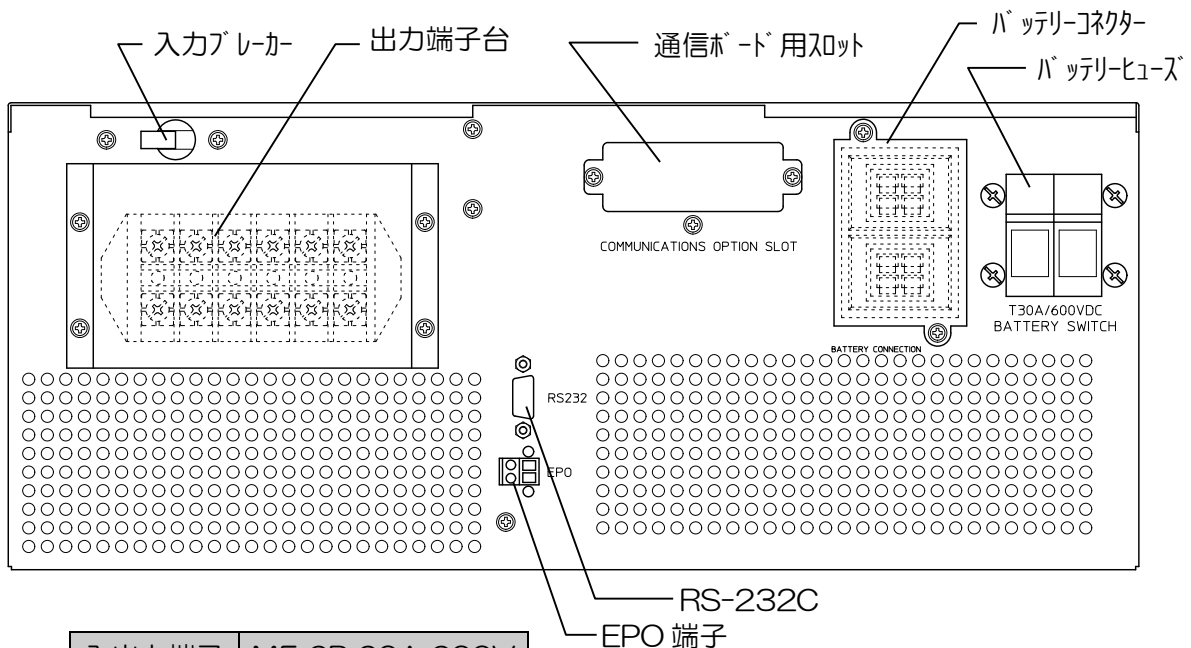 入力ブレーカー
出力端子台
通信ボード用スロット
バッテリーコネクター
バッテリーヒューズ
COMMUNICATIONS OPTION SLOT
T30A/600VDC
BATTERY SWITCH
BATTERY CONNECTION
RS232
EPO
RS-232C
EPO 端子